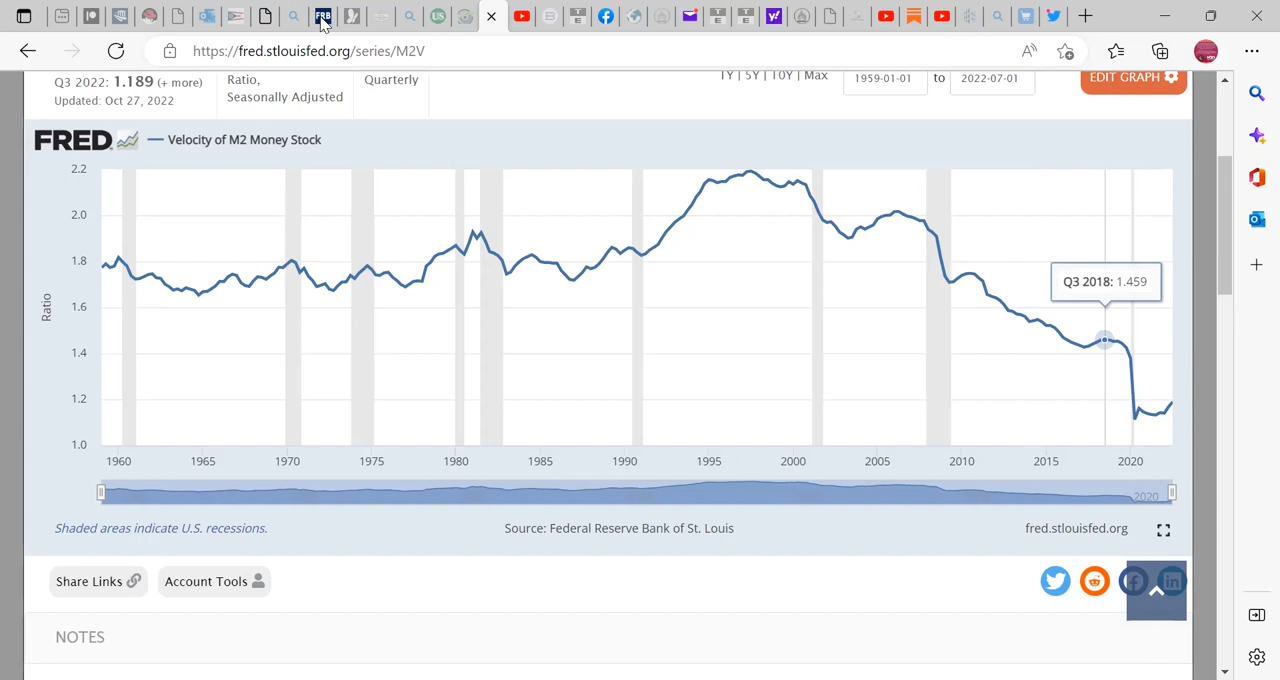 FRB
US
T E
B
T E
T E
https://fred.stlouisfed.org/series/M2V
A
Q3 2022: 1.189 (+ more)
Updated: Oct 27, 2022
Ratio,
Seasonally Adjusted
Quarterly
1Y | 5Y | 10Y | Max
1959-01-01 to 2022-07-01
EDIT GRAPH
FRED
Velocity of M2 Money Stock
2.2
2.0
1.8
1.6
1.4
1.2
1.0
Ratio
Q3 2018: 1.459
1960 1965 1970 1975 1980 1985 1990 1995 2000 2005 2010 2015 2020
2020
Shaded areas indicate U.S. recessions.
Source: Federal Reserve Bank of St. Louis
fred.stlouisfed.org
Share Links
Account Tools
NOTES